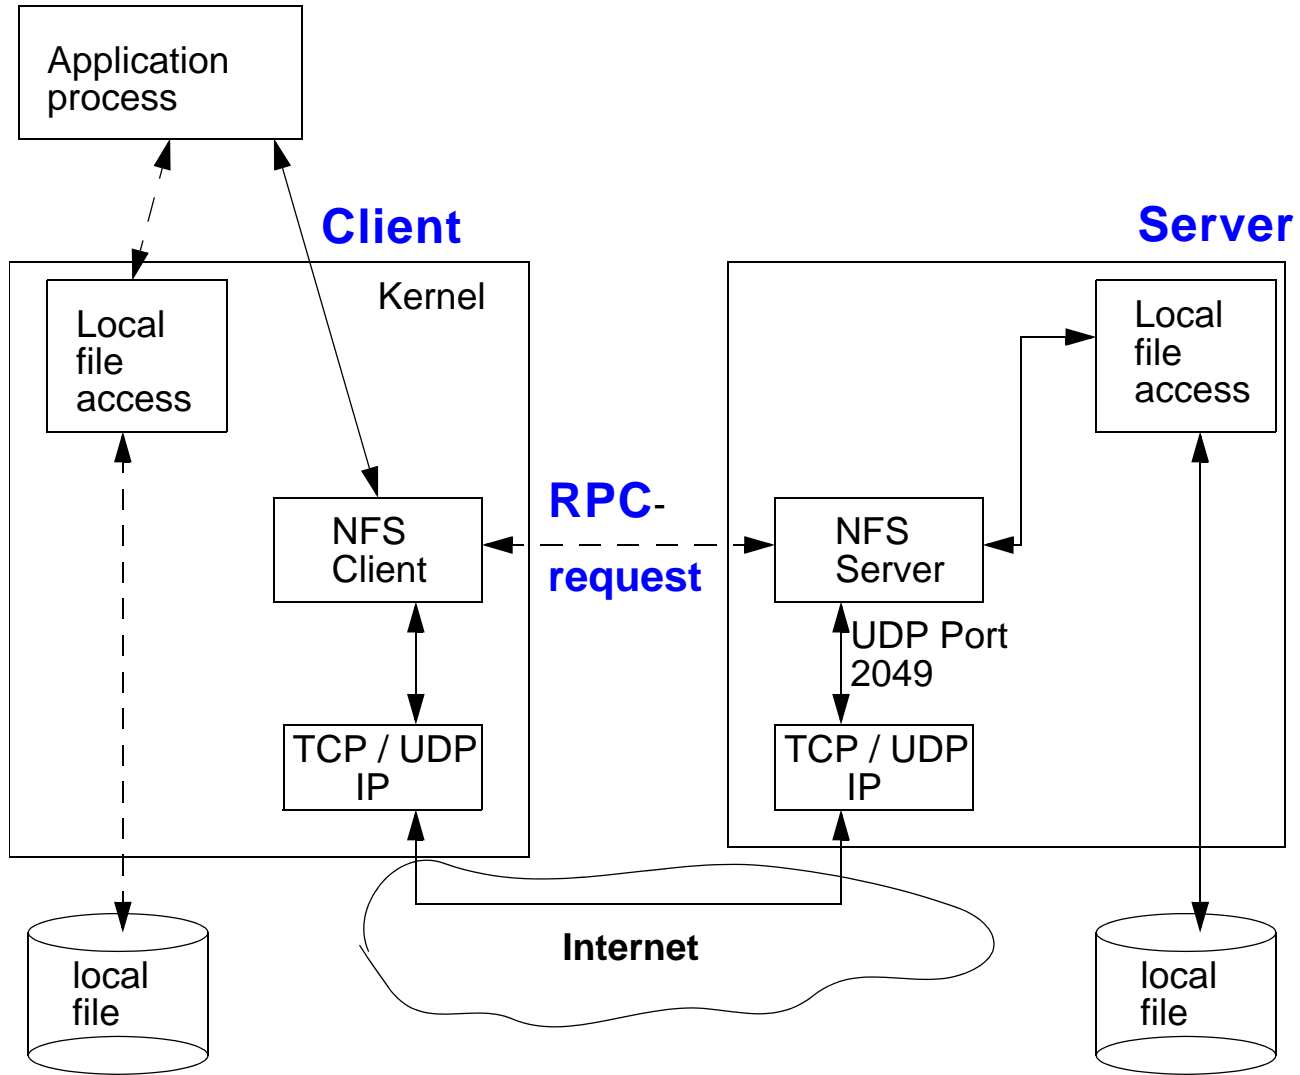 Application
process
Client
Server
Kernel
Local
file
access
Local
file
access
RPC-
request
NFS
Client
NFS
Server
UDP Port
2049
TCP / UDP
IP
TCP / UDP
IP
Internet
local
file
local
file